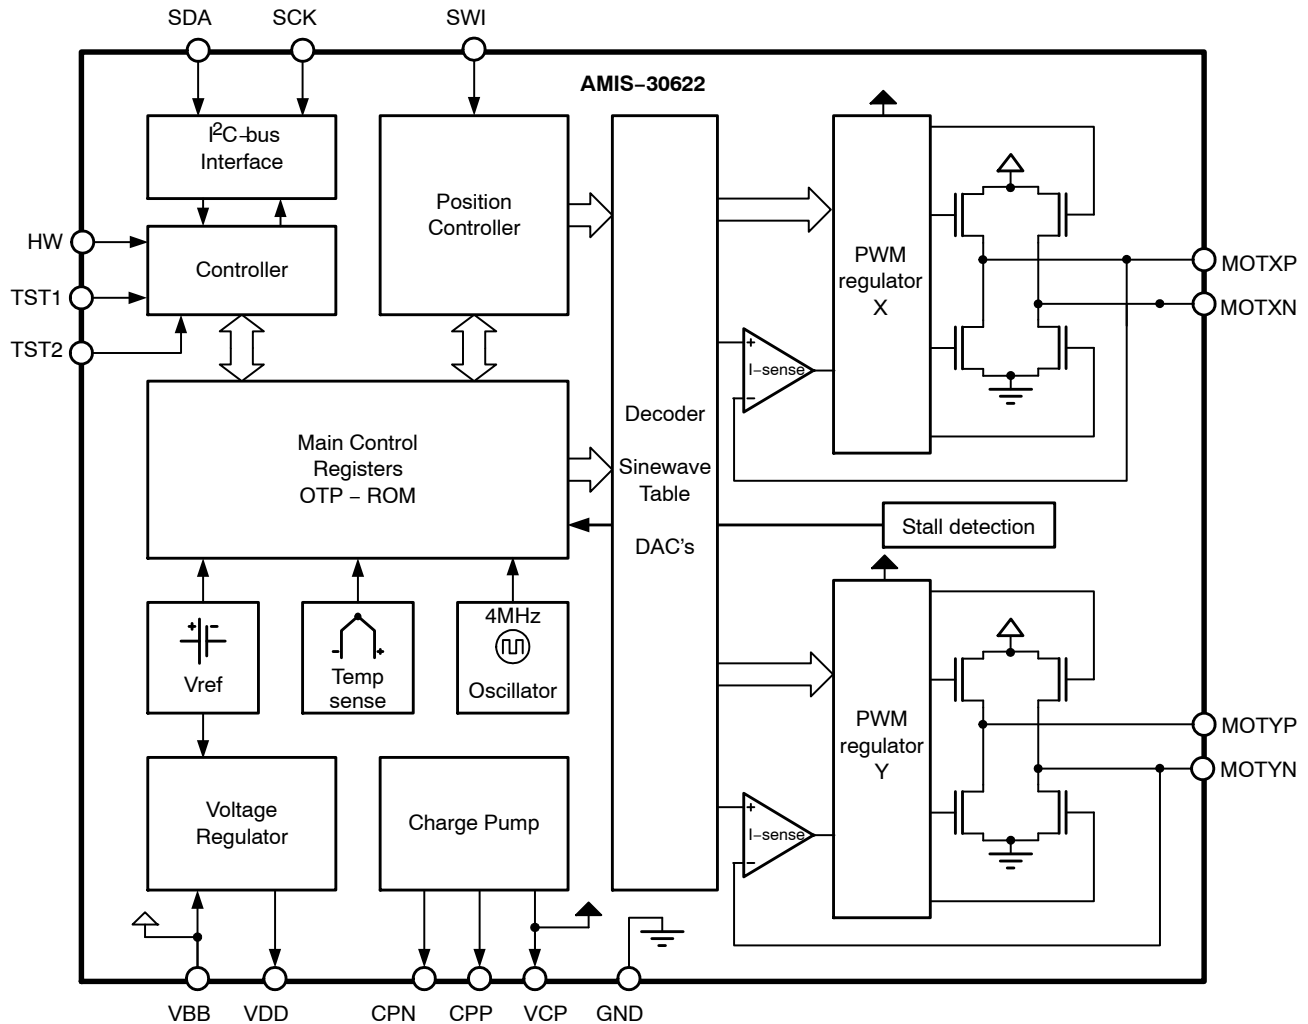 SDA
SCK
SWI
AMIS–30622
I²C–bus
Interface
Position
Controller
HW
Controller
TST1
TST2
PWM
regulator
X
MOTXP
MOTXN
+
I–sense
–
Main Control
Registers
OTP – ROM
Decoder
Sinewave
Table
DAC's
Stall detection
+ –
Vref
– +
Temp
sense
4MHz
Oscillator
PWM
regulator
Y
MOTYP
MOTYN
Voltage
Regulator
Charge Pump
+
I–sense
–
VBB
VDD
CPN
CPP
VCP
GND